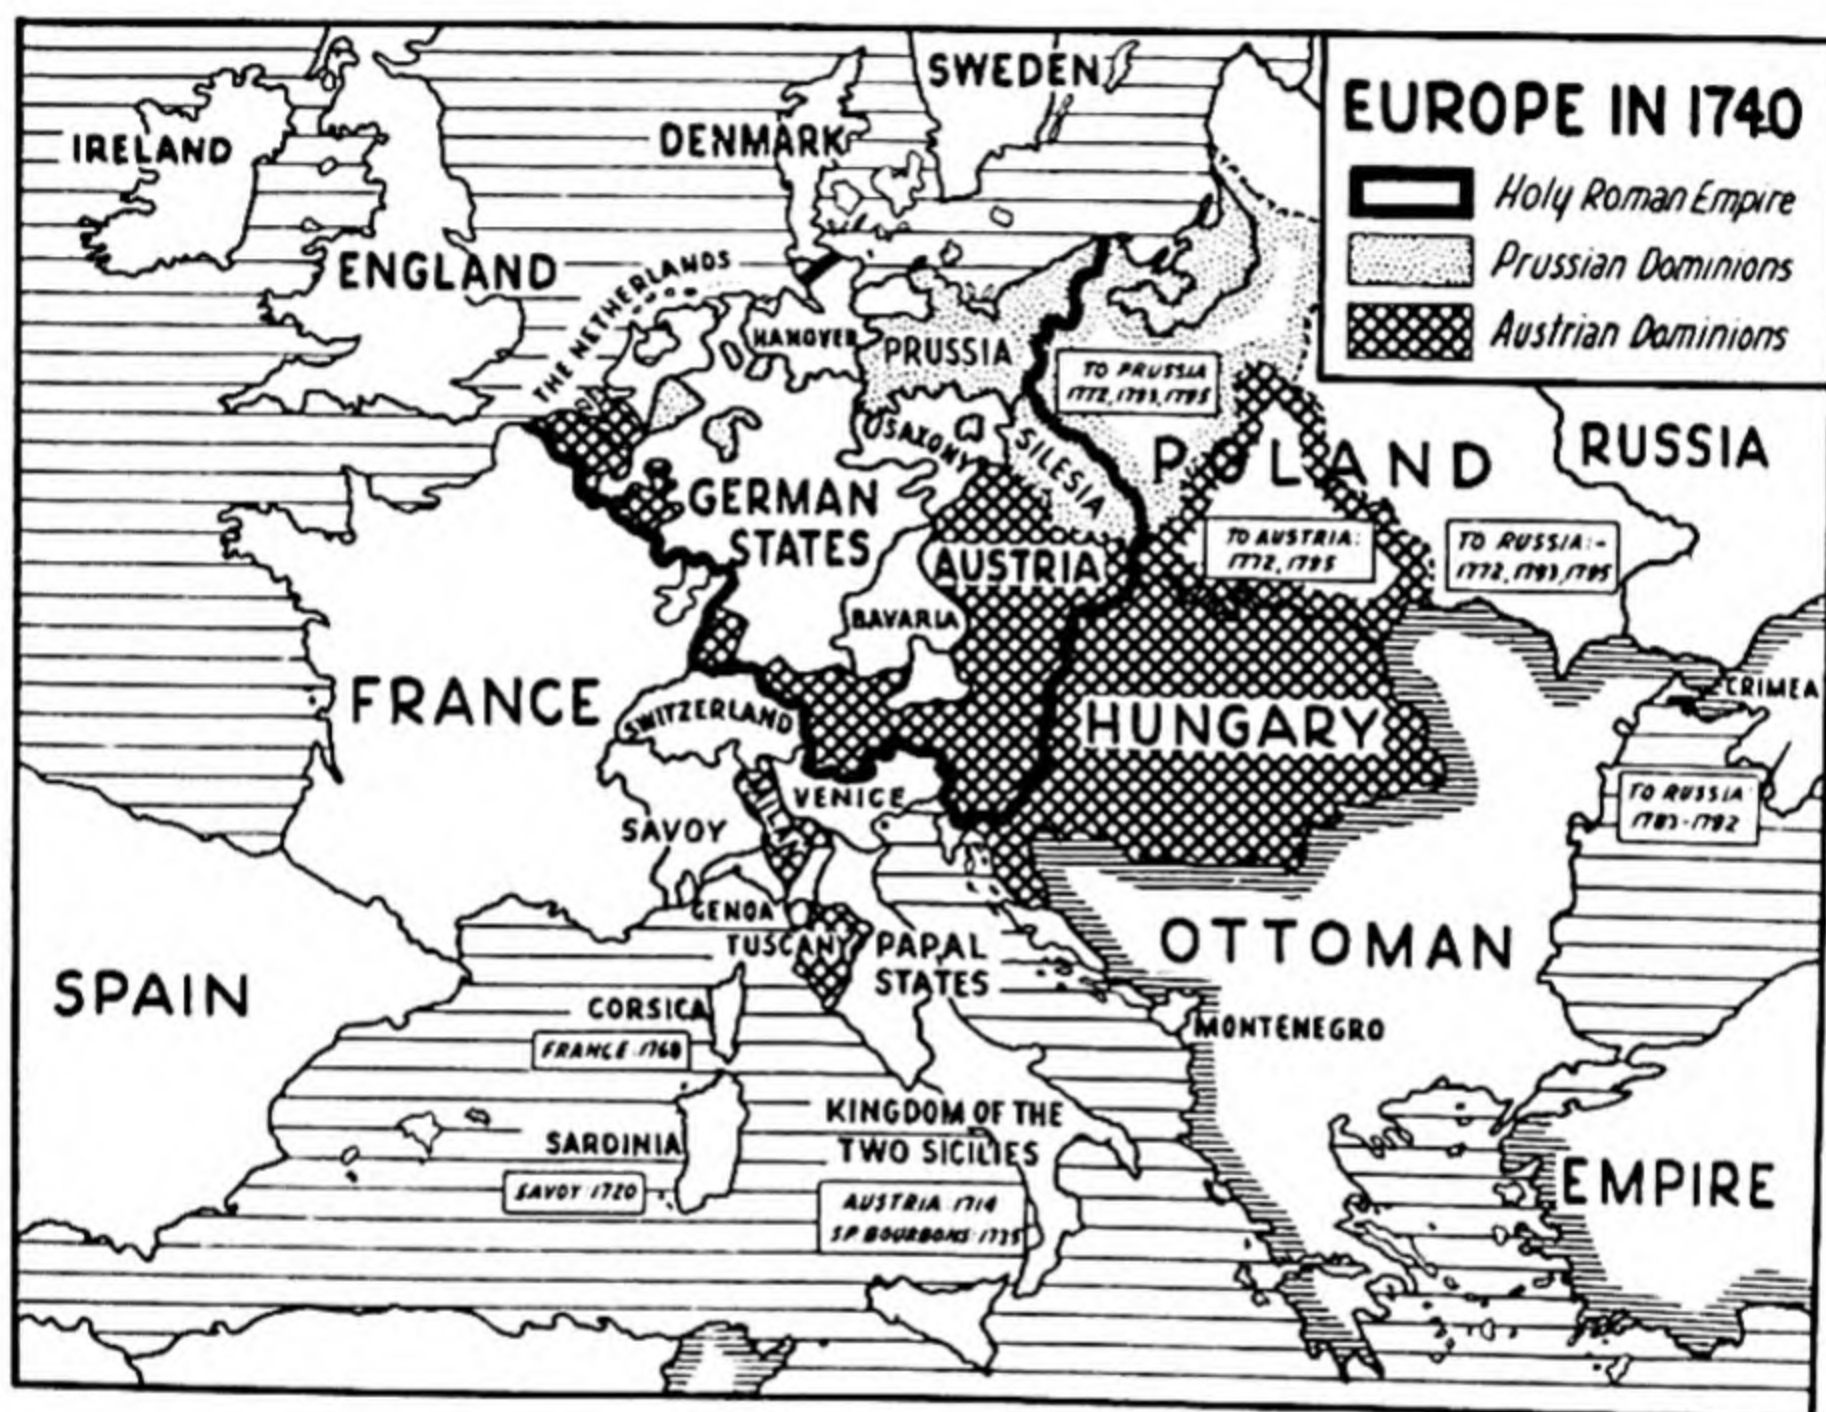 EUROPE IN 1740
Holy Roman Empire
Prussian Dominions
Austrian Dominions
SWEDEN
DENMARK
IRELAND
ENGLAND
THE NETHERLANDS
HANOVER
PRUSSIA
TO PRUSSIA
1772, 1793, 1795
SAXONY
SILESIA
POLAND
RUSSIA
GERMAN
STATES
AUSTRIA
TO AUSTRIA:
1772, 1795
TO RUSSIA:-
1772, 1793, 1795
BAVARIA
FRANCE
SWITZERLAND
HUNGARY
CRIMEA
TO RUSSIA
1783-1792
MILAN
VENICE
SAVOY
GENOA
TUSCANY
PAPAL
STATES
OTTOMAN
SPAIN
CORSICA
FRANCE 1768
MONTENEGRO
KINGDOM OF THE
TWO SICILIES
SARDINIA
SAVOY 1720
AUSTRIA 1714
SP. BOURBONS 1735
EMPIRE